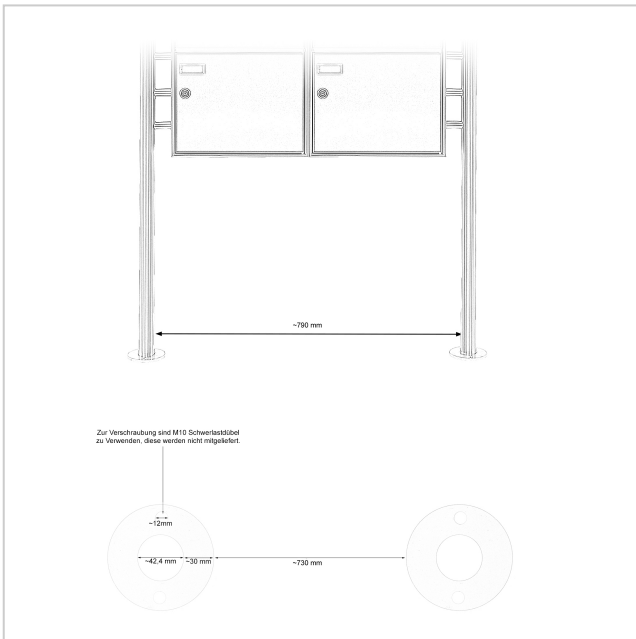 ~790 mm
Zur Verschraubung sind M10 Schwerlastdübel
zu Verwenden, diese werden nicht mitgeliefert.
~12mm
~42,4 mm
~30 mm
~730 mm